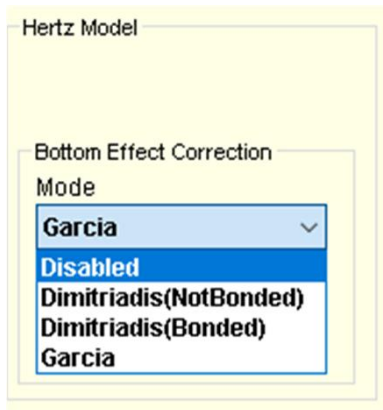 Hertz Model
Bottom Effect Correction
Mode
Garcia
Disabled
Dimitriadis(NotBonded)
Dimitriadis(Bonded)
Garcia